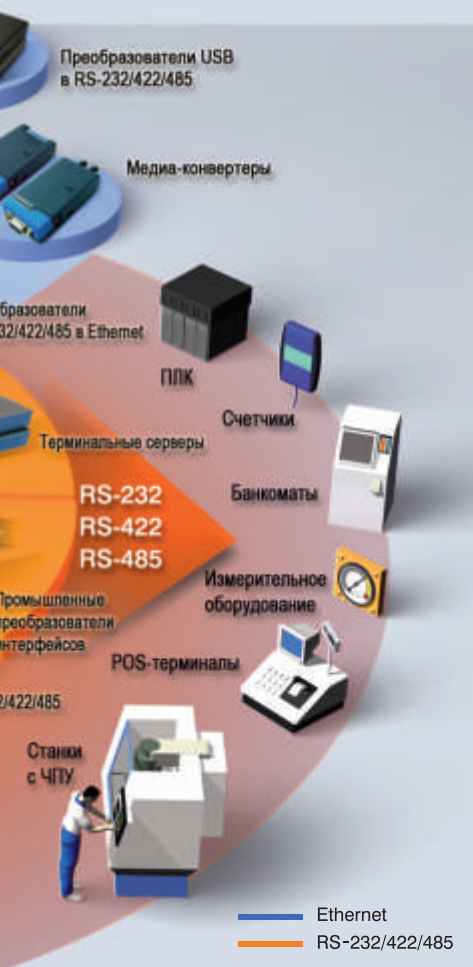 Преобразователи USB
в RS-232/422/485
Медиа-конвертеры
32/422/485 в Ethernet
ПЛК
Счетчики
Терминальные серверы
Банкоматы
RS-232
RS-422
RS-485
Измерительное
оборудование
Промышленные
преобразователи
интерфейсов
POS-терминалы
2/422/485
Станки
с ЧПУ
Ethernet
RS-232/422/485